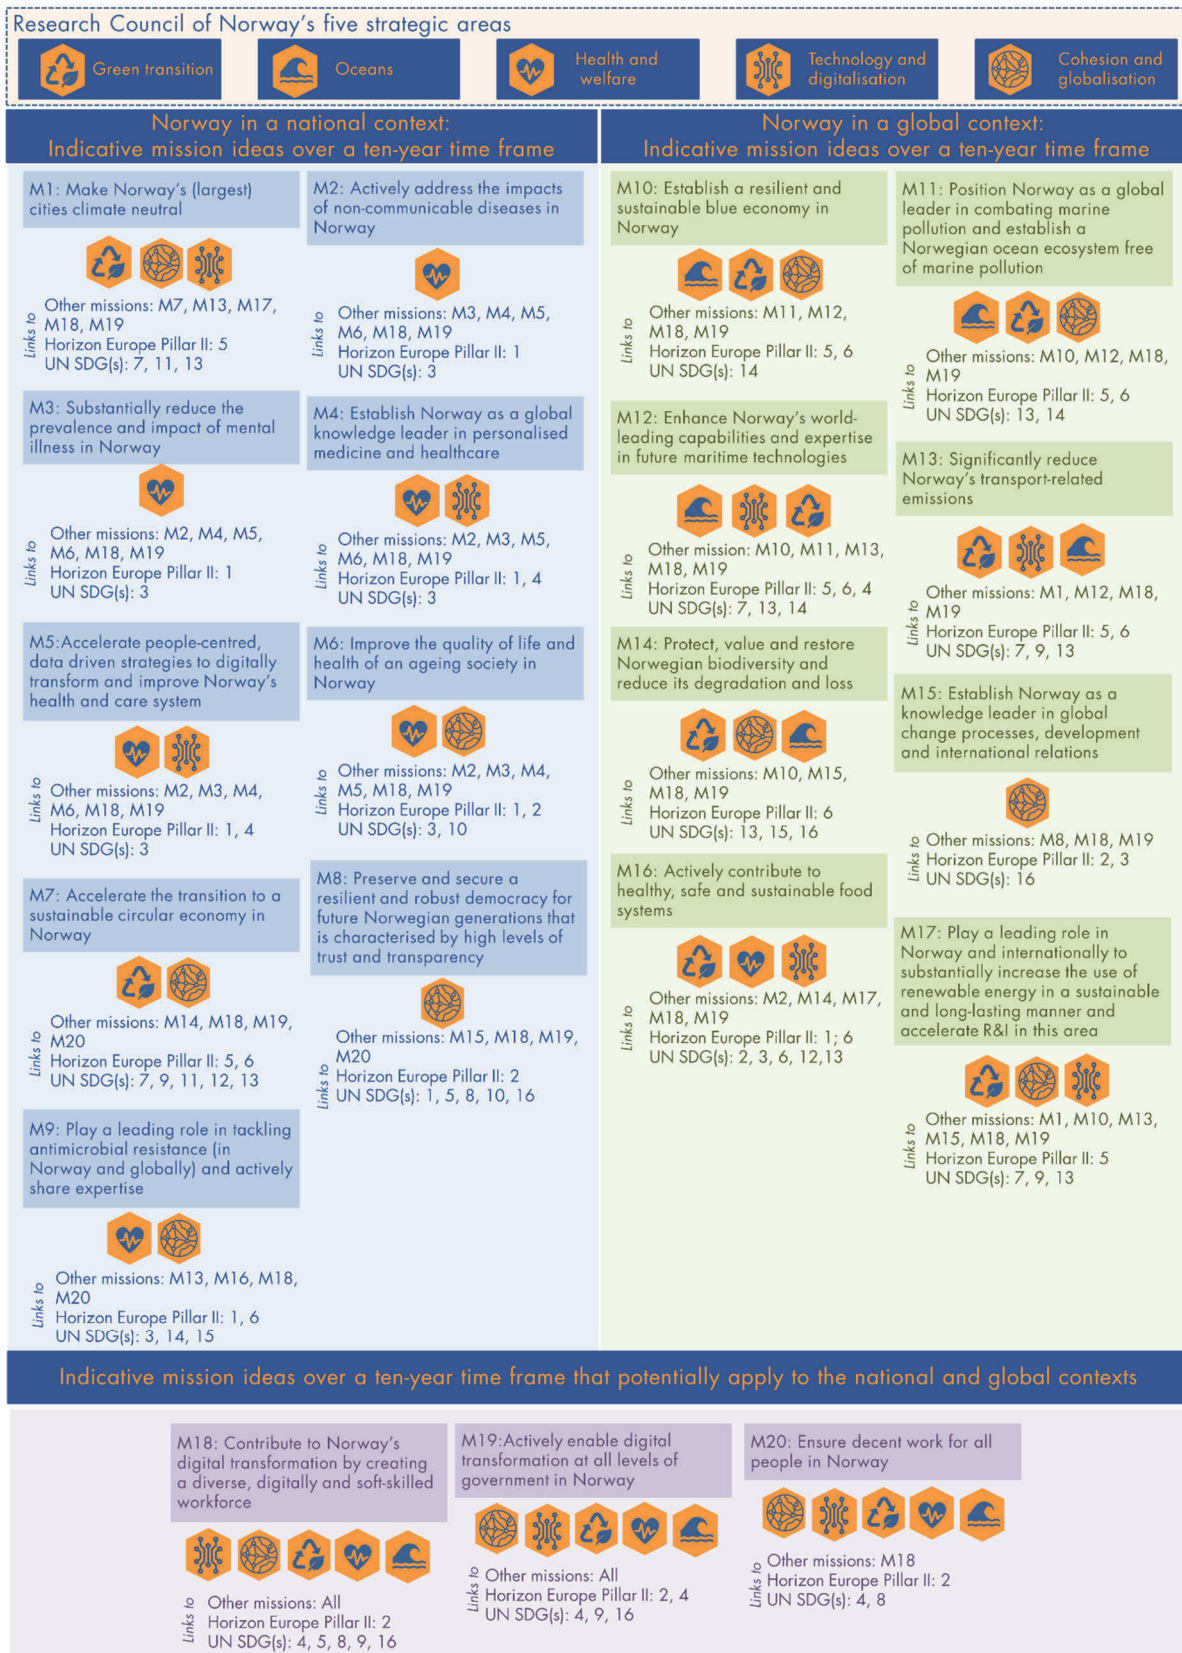 Research Council of Norway's five strategic areas
Green transition
Oceans
Health and
welfare
Technology and
digitalisation
Cohesion and
globalisation
Norway in a national context:
Indicative mission ideas over a ten-year time frame
M1: Make Norway's (largest)
cities climate neutral
Links to
Other missions: M7, M13, M17,
M18, M19
Horizon Europe Pillar II: 5
UN SDG(s): 7, 11, 13
M2: Actively address the impacts
of non-communicable diseases in
Norway
Links to
Other missions: M3, M4, M5,
M6, M18, M19
Horizon Europe Pillar II: 1
UN SDG(s): 3
M3: Substantially reduce the
prevalence and impact of mental
illness in Norway
Links to
Other missions: M2, M4, M5,
M6, M18, M19
Horizon Europe Pillar II: 1
UN SDG(s): 3
M4: Establish Norway as a global
knowledge leader in personalised
medicine and healthcare
Links to
Other missions: M2, M3, M5,
M6, M18, M19
Horizon Europe Pillar II: 1, 4
UN SDG(s): 3
M5:Accelerate people-centred,
data driven strategies to digitally
transform and improve Norway's
health and care system
Links to
Other missions: M2, M3, M4,
M6, M18, M19
Horizon Europe Pillar II: 1, 4
UN SDG(s): 3
M6: Improve the quality of life and
health of an ageing society in
Norway
Links to
Other missions: M2, M3, M4,
M5, M18, M19
Horizon Europe Pillar II: 1, 2
UN SDG(s): 3, 10
M7: Accelerate the transition to a
sustainable circular economy in
Norway
Links to
Other missions: M14, M18, M19,
M20
Horizon Europe Pillar II: 5, 6
UN SDG(s): 7, 9, 11, 12, 13
M8: Preserve and secure a
resilient and robust democracy for
future Norwegian generations that
is characterised by high levels of
trust and transparency
Links to
Other missions: M15, M18, M19,
M20
Horizon Europe Pillar II: 2
UN SDG(s): 1, 5, 8, 10, 16
M9: Play a leading role in tackling
antimicrobial resistance (in
Norway and globally) and actively
share expertise
Links to
Other missions: M13, M16, M18,
M20
Horizon Europe Pillar II: 1, 6
UN SDG(s): 3, 14, 15
Norway in a global context:
Indicative mission ideas over a ten-year time frame
M10: Establish a resilient and
sustainable blue economy in
Norway
Links to
Other missions: M11, M12,
M18, M19
Horizon Europe Pillar II: 5, 6
UN SDG(s): 14
M11: Position Norway as a global
leader in combating marine
pollution and establish a
Norwegian ocean ecosystem free
of marine pollution
Links to
Other missions: M10, M12, M18,
M19
Horizon Europe Pillar II: 5, 6
UN SDG(s): 13, 14
M12: Enhance Norway's world-
leading capabilities and expertise
in future maritime technologies
Links to
Other mission: M10, M11, M13,
M18, M19
Horizon Europe Pillar II: 5, 6, 4
UN SDG(s): 7, 13, 14
M13: Significantly reduce
Norway's transport-related
emissions
Links to
Other missions: M1, M12, M18,
M19
Horizon Europe Pillar II: 5, 6
UN SDG(s): 7, 9, 13
M14: Protect, value and restore
Norwegian biodiversity and
reduce its degradation and loss
Links to
Other missions: M10, M15,
M18, M19
Horizon Europe Pillar II: 6
UN SDG(s): 13, 15, 16
M15: Establish Norway as a
knowledge leader in global
change processes, development
and international relations
Links to
Other missions: M8, M18, M19
Horizon Europe Pillar II: 2, 3
UN SDG(s): 16
M16: Actively contribute to
healthy, safe and sustainable food
systems
Links to
Other missions: M2, M14, M17,
M18, M19
Horizon Europe Pillar II: 1; 6
UN SDG(s): 2, 3, 6, 12,13
M17: Play a leading role in
Norway and internationally to
substantially increase the use of
renewable energy in a sustainable
and long-lasting manner and
accelerate R&I in this area
Links to
Other missions: M1, M10, M13,
M15, M18, M19
Horizon Europe Pillar II: 5
UN SDG(s): 7, 9, 13
Indicative mission ideas over a ten-year time frame that potentially apply to the national and global contexts
M18: Contribute to Norway's
digital transformation by creating
a diverse, digitally and soft-skilled
workforce
Links to
Other missions: All
Horizon Europe Pillar II: 2
UN SDG(s): 4, 5, 8, 9, 16
M19:Actively enable digital
transformation at all levels of
government in Norway
Links to
Other missions: All
Horizon Europe Pillar II: 2, 4
UN SDG(s): 4, 9, 16
M20: Ensure decent work for all
people in Norway
Links to
Other missions: M18
Horizon Europe Pillar II: 2
UN SDG(s): 4, 8